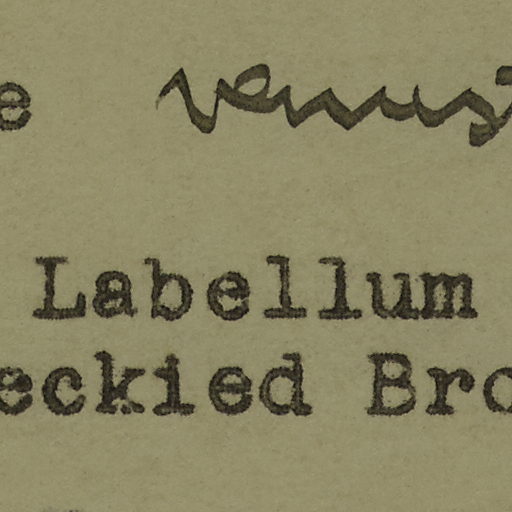 e venus
Labellum
eckied Bro